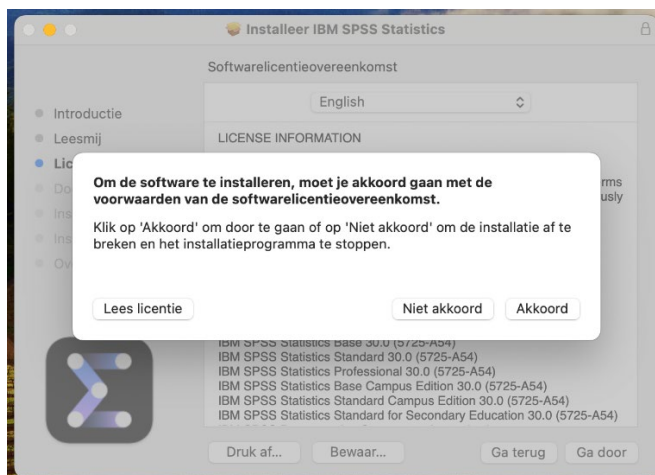 Installeer IBM SPSS Statistics
Softwarelicentieovereenkomst
English
Introductie
Leesmij
Lic
Do
Ins
Ins
Ov
LICENSE INFORMATION
rms
usly
Om de software te installeren, moet je akkoord gaan met de
voorwaarden van de softwarelicentieovereenkomst.
Klik op 'Akkoord' om door te gaan of op 'Niet akkoord' om de installatie af te
breken en het installatieprogramma te stoppen.
Lees licentie
Niet akkoord
Akkoord
IBM SPSS Statistics Base 30.0 (5725-A54)
IBM SPSS Statistics Standard 30.0 (5725-A54)
IBM SPSS Statistics Professional 30.0 (5725-A54)
IBM SPSS Statistics Base Campus Edition 30.0 (5725-A54)
IBM SPSS Statistics Standard Campus Edition 30.0 (5725-A54)
IBM SPSS Statistics Standard for Secondary Education 30.0 (5725-A54)
Druk af...
Bewaar...
Ga terug
Ga door